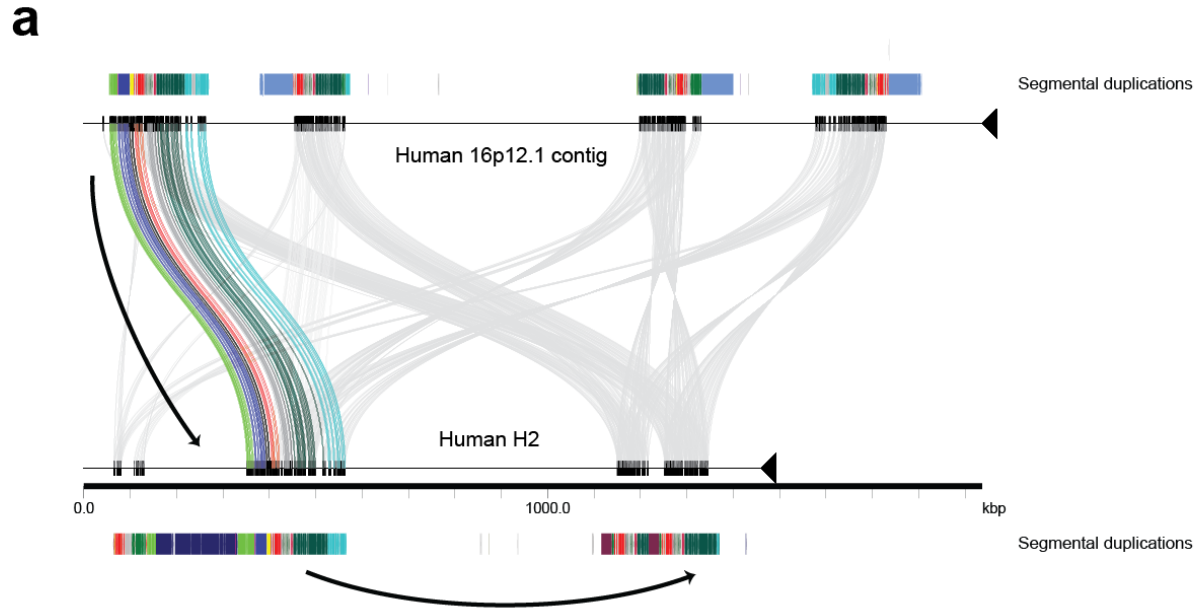 a
Segmental duplications
Human 16p12.1 contig
Human H2
0.0
1000.0
kbp
Segmental duplications